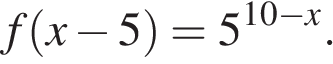 f(x − 5) = 5^{10−x}.